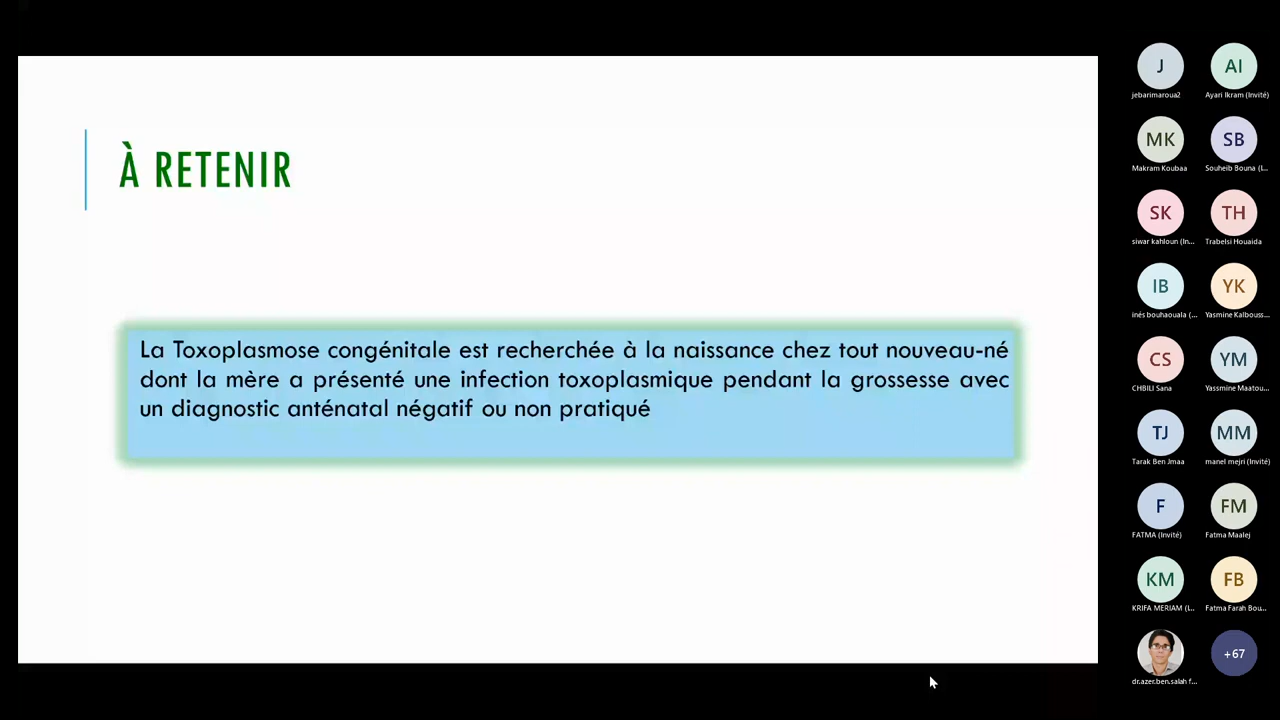 À RETENIR
La Toxoplasmose congénitale est recherchée à la naissance chez tout nouveau-né
dont la mère a présenté une infection toxoplasmique pendant la grossesse avec
un diagnostic anténatal négatif ou non pratiqué
J
jebarimaroua2
AI
Ayari Ikram (Invité)
MK
Makram Koubaa
SB
Souheib Bouna (L...
SK
siwar kahloun (In...
TH
Trabelsi Houaida
IB
inés bouhaouala (...
YK
Yasmine Kalbouss...
CS
CHBILI Sana
YM
Yassmine Maatou...
TJ
Tarak Ben Jmaa
MM
manel mejri (Invité)
F
FATMA (Invité)
FM
Fatma Maalej
KM
KRIFA MERIAM (I...
FB
Fatma Farah Bou...
dr.azer.ben.salah f...
+67